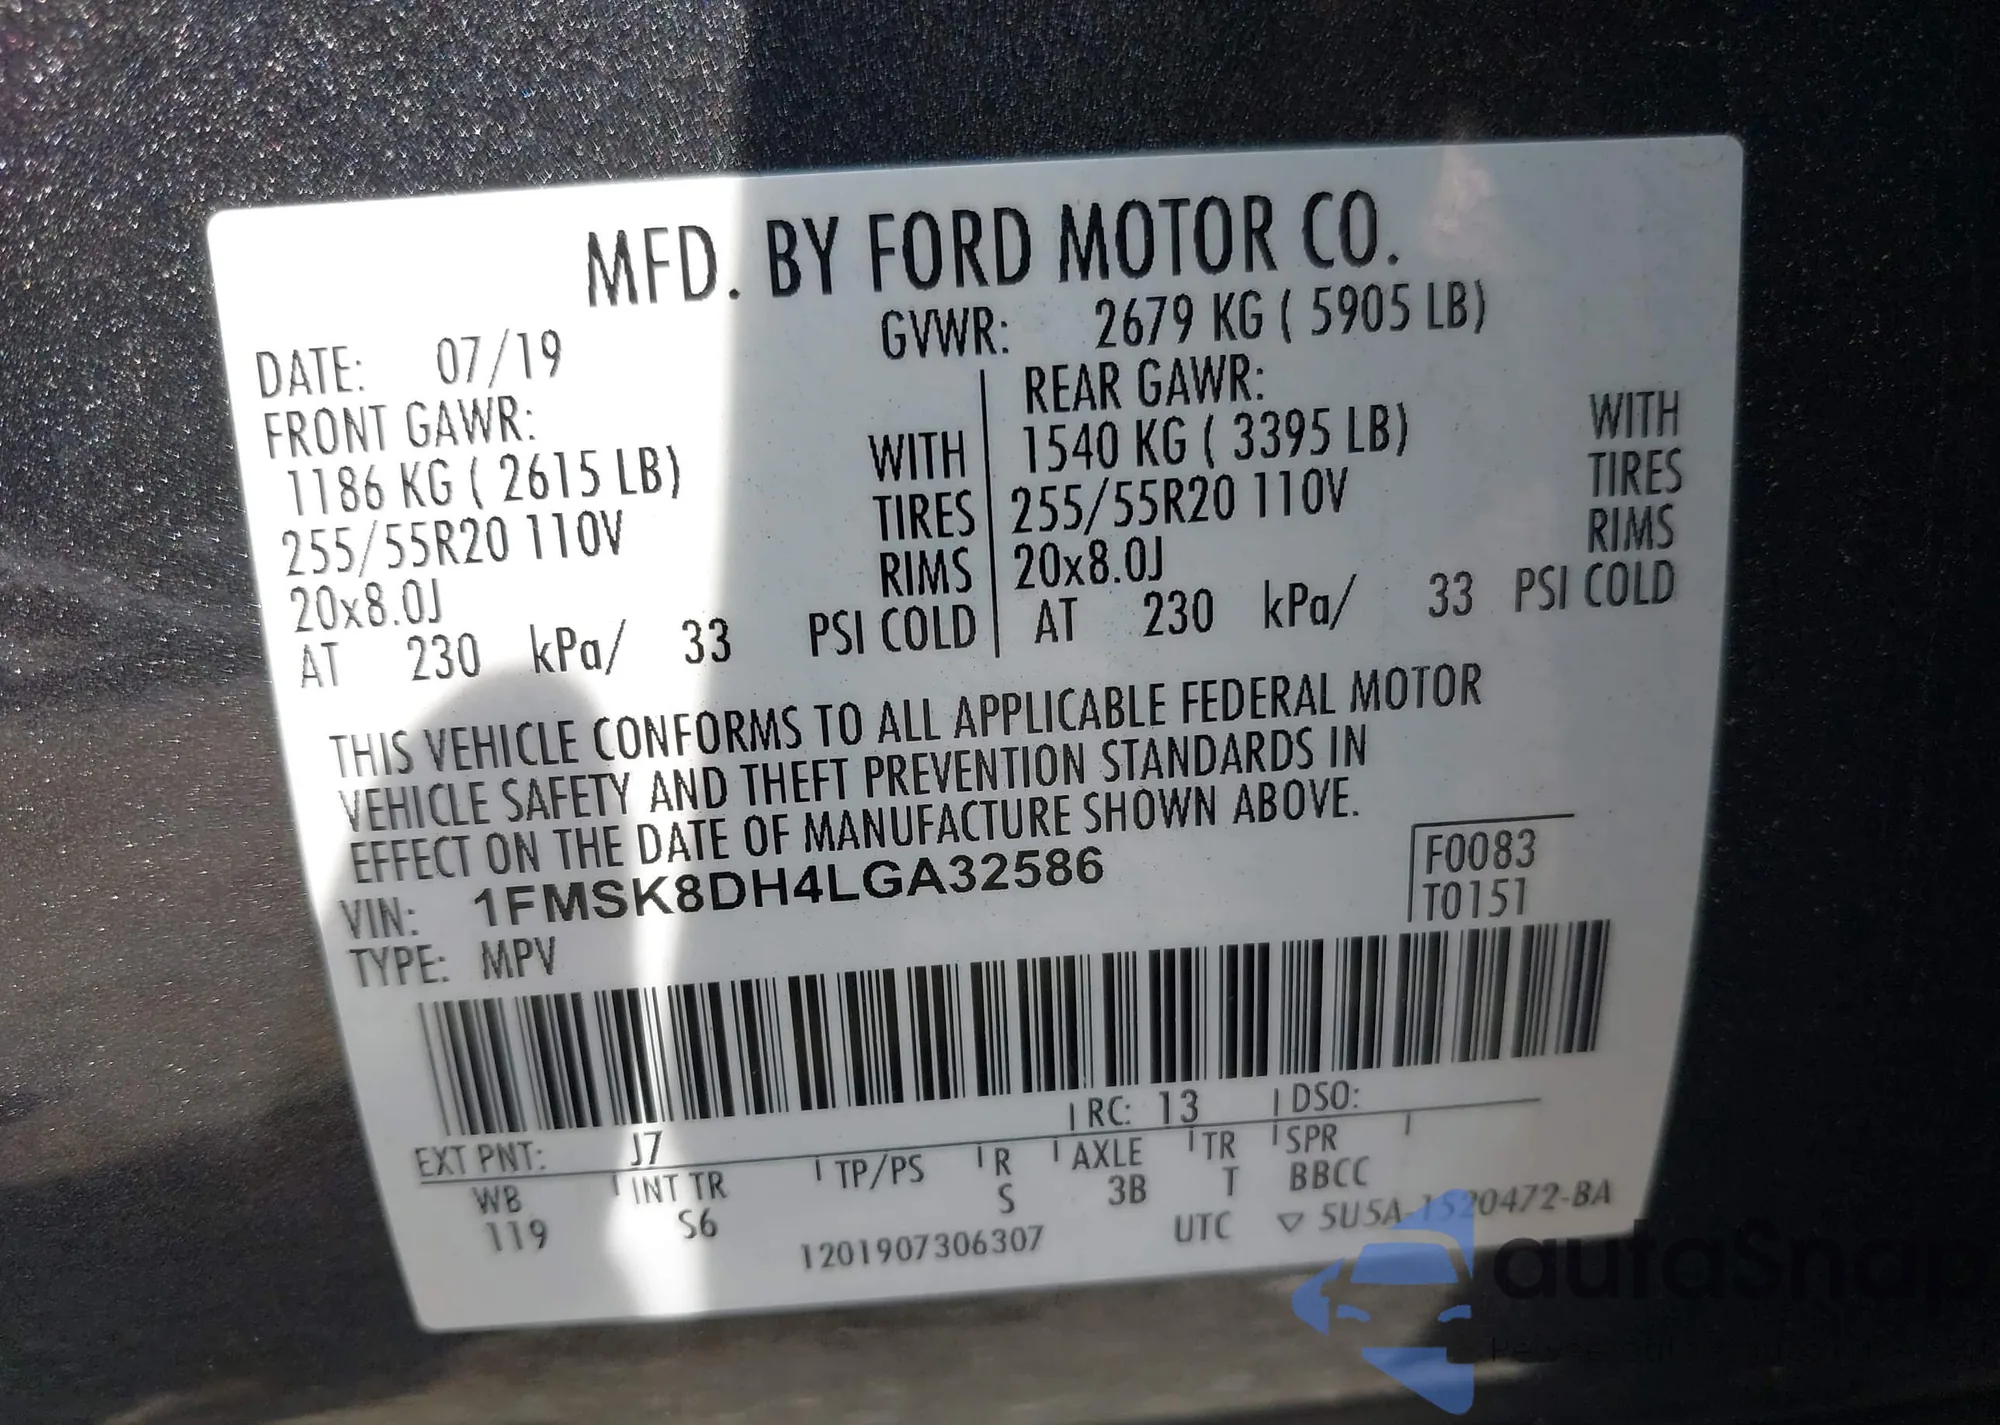 MFD. BY FORD MOTOR CO.
DATE: 07/19 GVWR: 2679 KG ( 5905 LB)
FRONT GAWR: REAR GAWR:
1186 KG ( 2615 LB) WITH 1540 KG ( 3395 LB) WITH
255/55R20 110V TIRES 255/55R20 110V TIRES
20x8.0J RIMS 20x8.0J RIMS
AT 230 kPa/ 33 PSI COLD AT 230 kPa/ 33 PSI COLD
THIS VEHICLE CONFORMS TO ALL APPLICABLE FEDERAL MOTOR
VEHICLE SAFETY AND THEFT PREVENTION STANDARDS IN
EFFECT ON THE DATE OF MANUFACTURE SHOWN ABOVE.
VIN: 1FMSK8DH4LGA32586 F0083
TYPE: MPV T0151
EXT PNT: J7 RC: 13 DSO:
WB INT TR TP/PS R AXLE TR SPR
119 S6 S 3B T BBCC
1201907306307 UTC ▽ 5U5A-1520472-BA
autaSnap